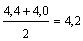 (4,4 + 4,0) / 2 = 4,2